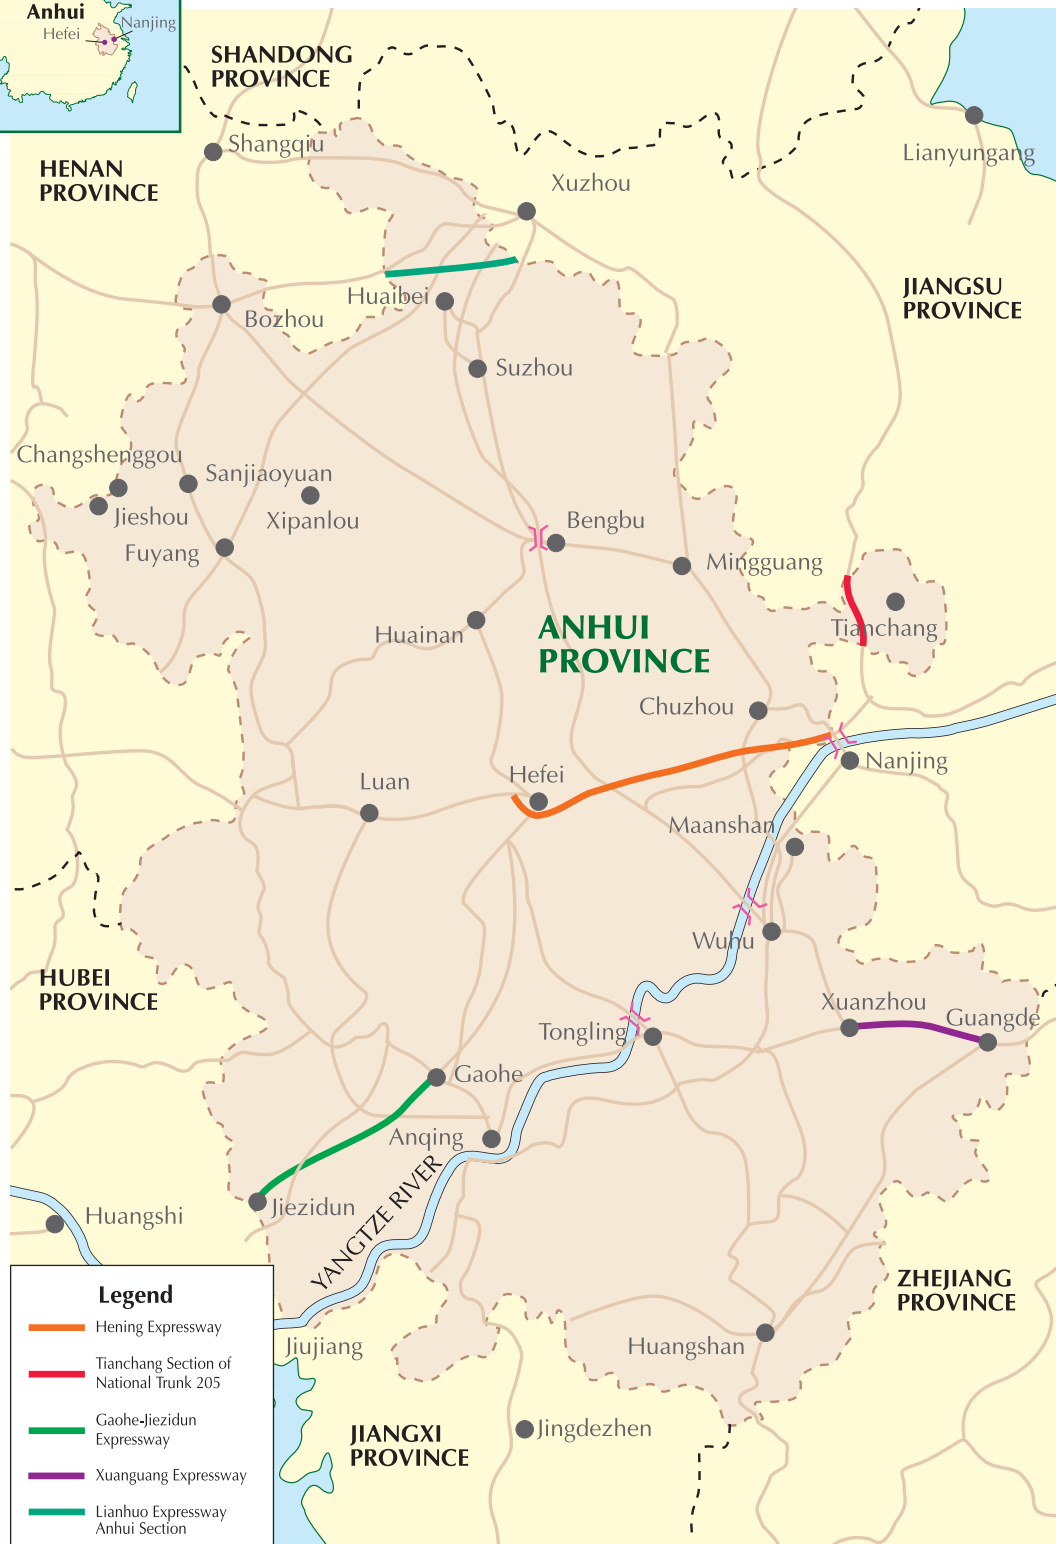 Anhui
Hefei
Nanjing
SHANDONG
PROVINCE
Shangqiu
HENAN
PROVINCE
Xuzhou
Lianyungang
Huaibei
Bozhou
JIANGSU
PROVINCE
Suzhou
Changshenggou
Sanjiaoyuan
Jieshou
Xipanlou
Fuyang
Bengbu
Mingguang
Huainan
ANHUI
PROVINCE
Tianchang
Chuzhou
Nanjing
Luan
Hefei
Maanshan
Wuhu
HUBEI
PROVINCE
Tongling
Xuanzhou
Guangde
Gaohe
Anqing
Jiezidun
YANGTZE RIVER
Huangshi
ZHEJIANG
PROVINCE
Jiujiang
Huangshan
JIANGXI
PROVINCE
Jingdezhen
Legend
Hening Expressway
Tianchang Section of
National Trunk 205
Gaohe-Jiezidun
Expressway
Xuanguang Expressway
Lianhuo Expressway
Anhui Section